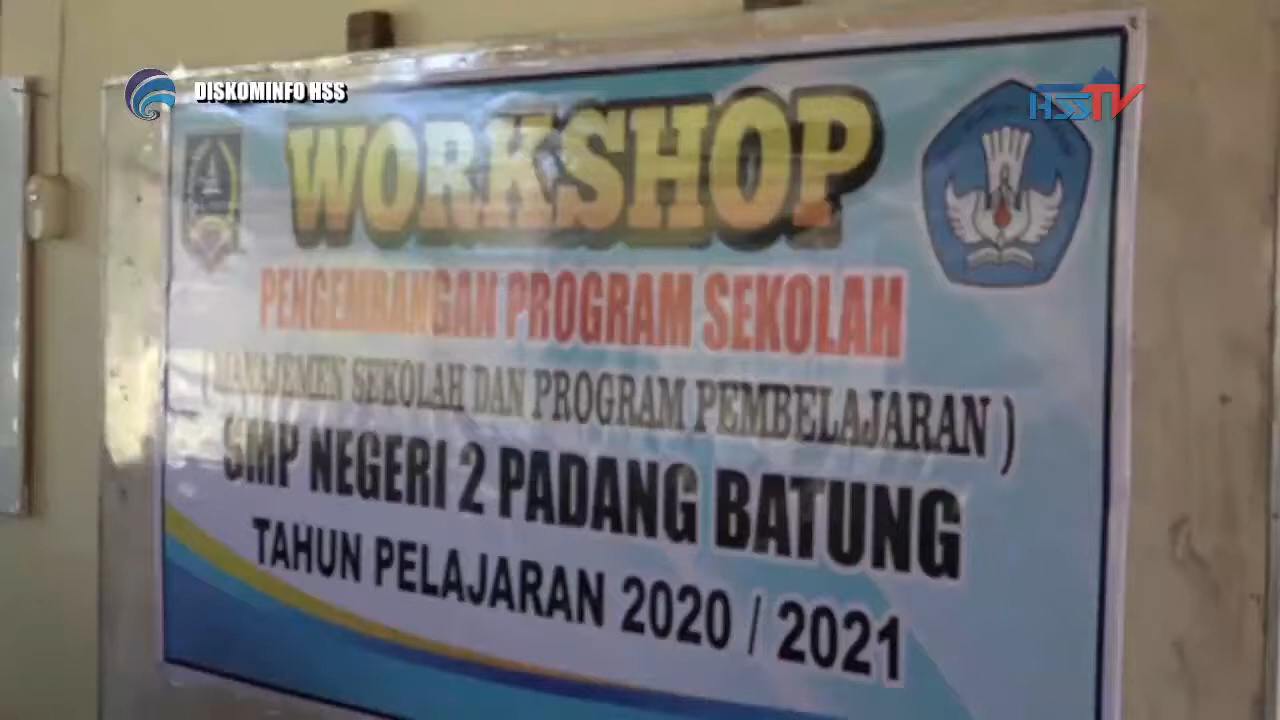 DISKOMINFO HSS
HSSTV
WORKSHOP
PENGEMBANGAN PROGRAM SEKOLAH
( MANAJEMEN SEKOLAH DAN PROGRAM PEMBELAJARAN )
SMP NEGERI 2 PADANG BATUNG
TAHUN PELAJARAN 2020 / 2021